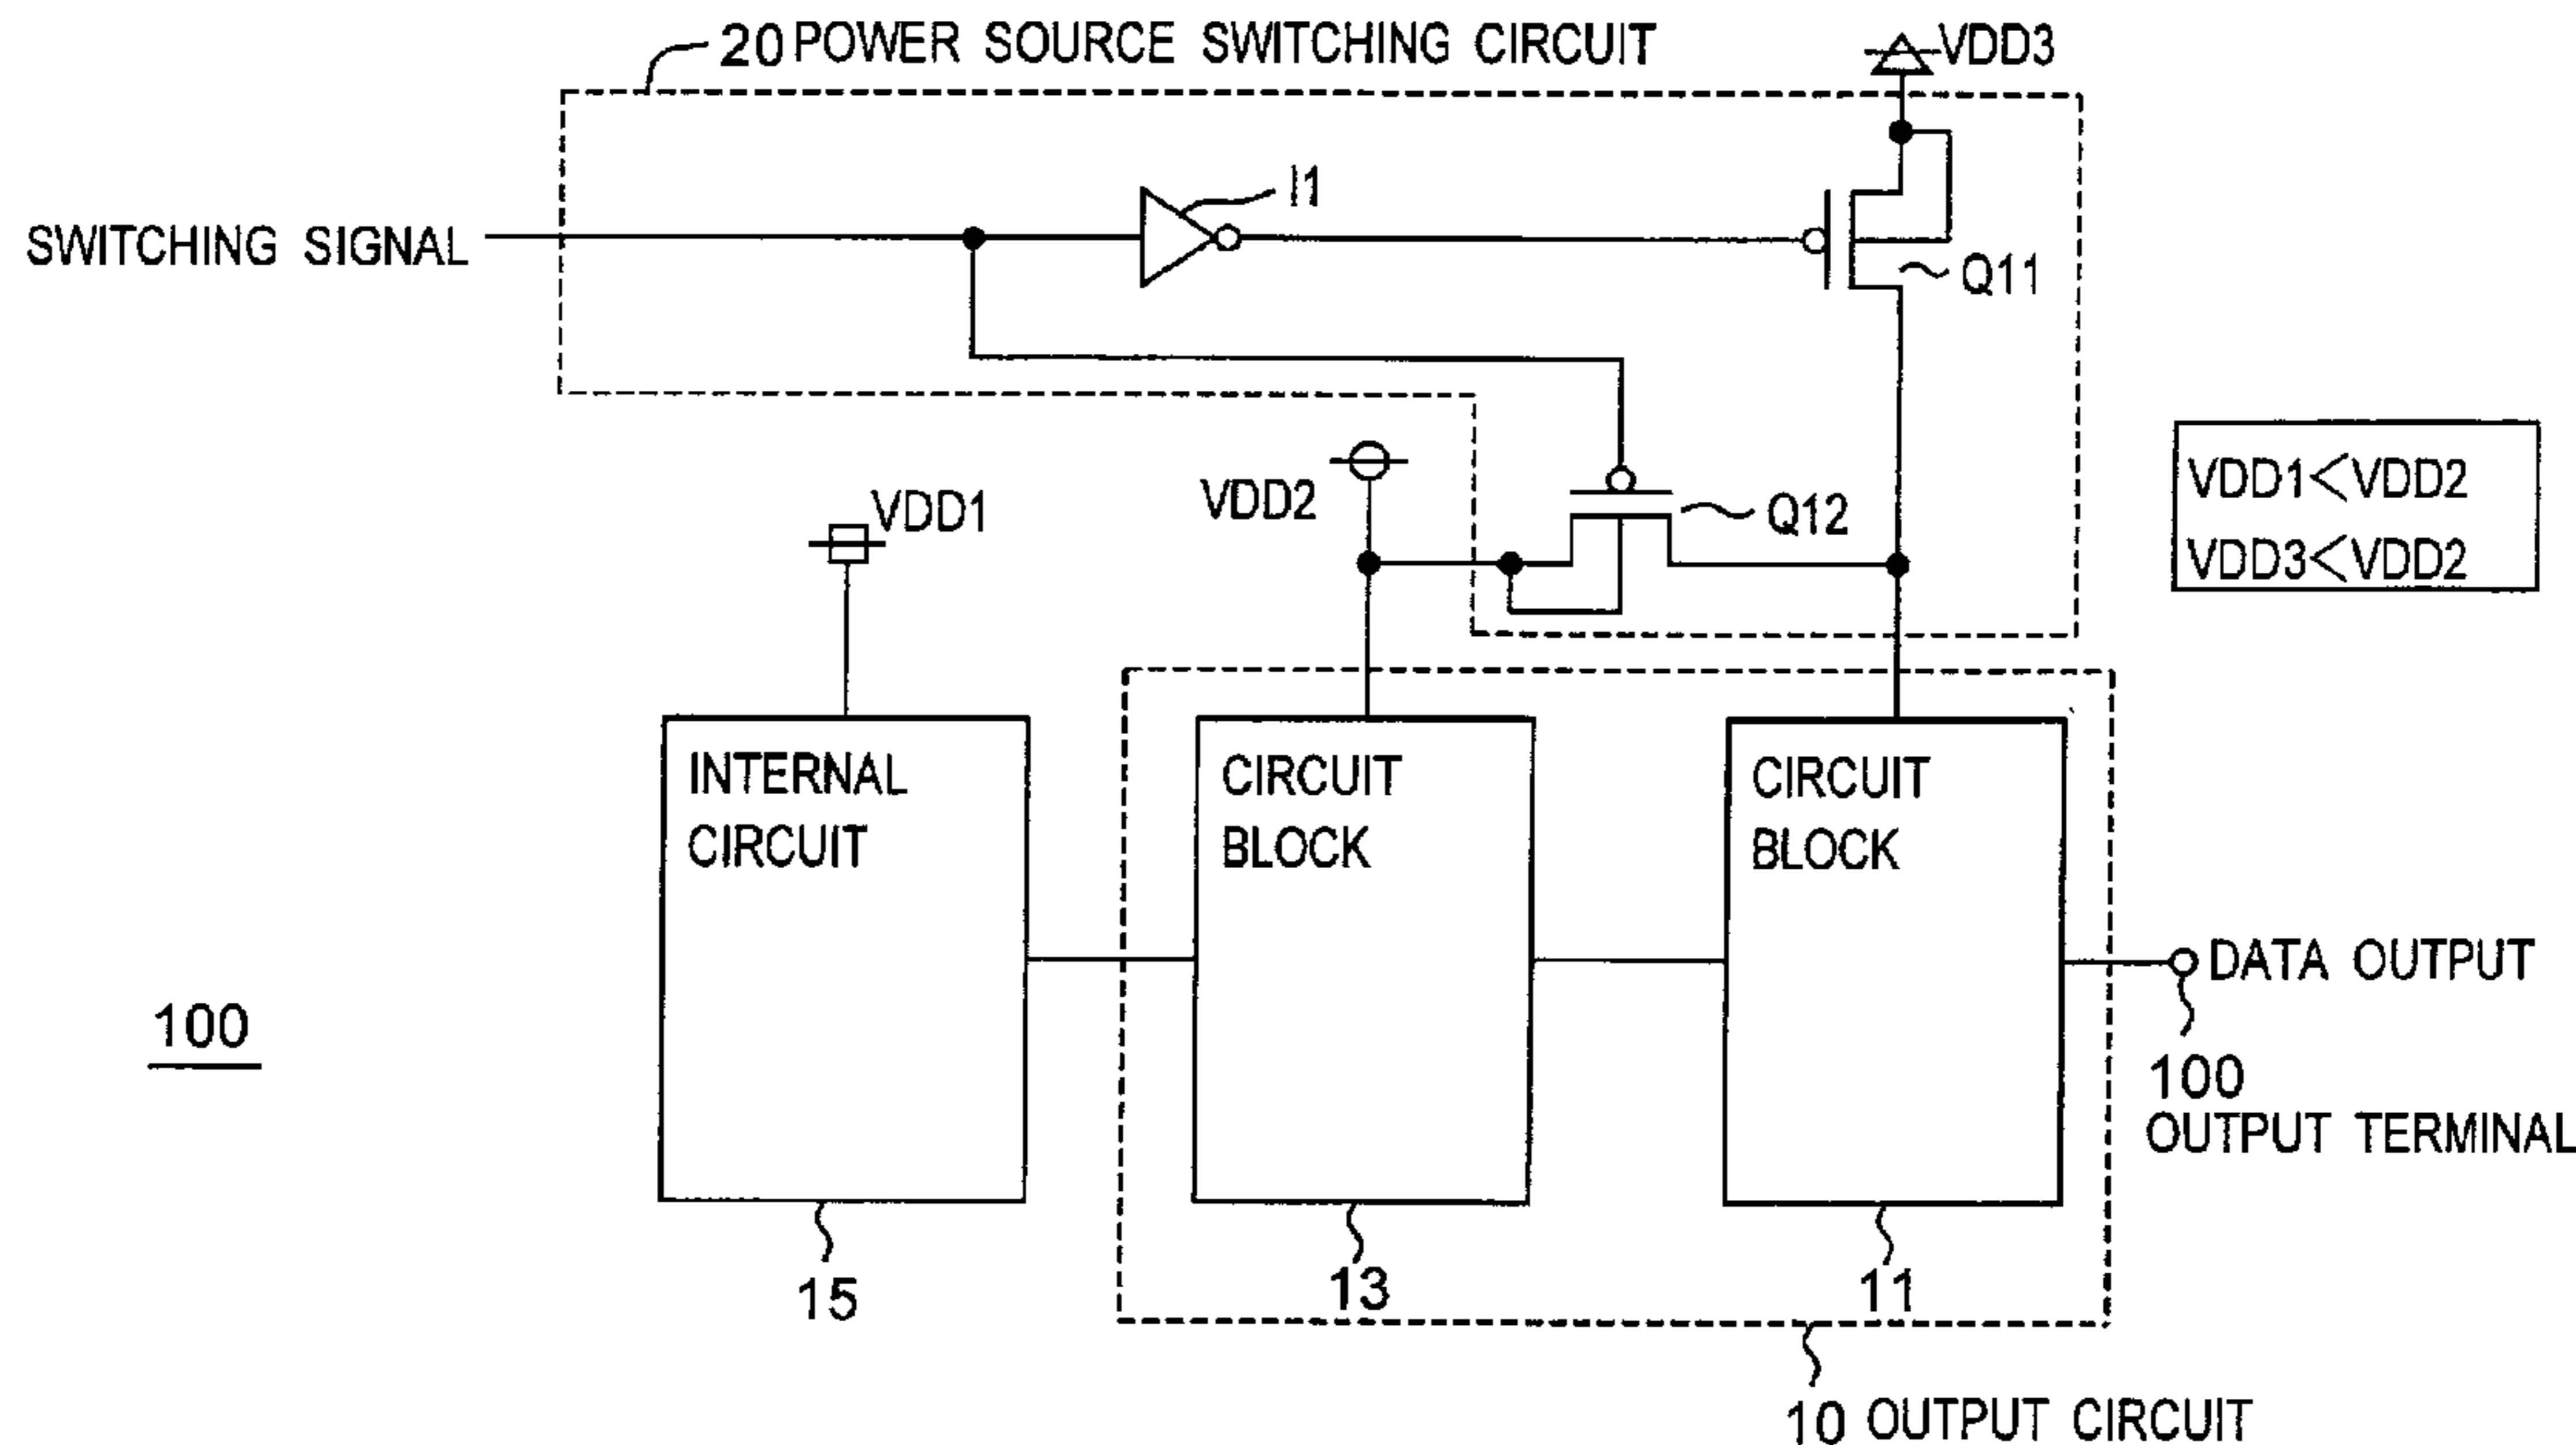 20 POWER SOURCE SWITCHING CIRCUIT
VDD3
I1
SWITCHING SIGNAL
Q11
VDD1<VDD2
VDD3<VDD2
VDD2
Q12
VDD1
INTERNAL
CIRCUIT
CIRCUIT
BLOCK
CIRCUIT
BLOCK
DATA OUTPUT
100
100
OUTPUT TERMINAL
15
13
11
10 OUTPUT CIRCUIT